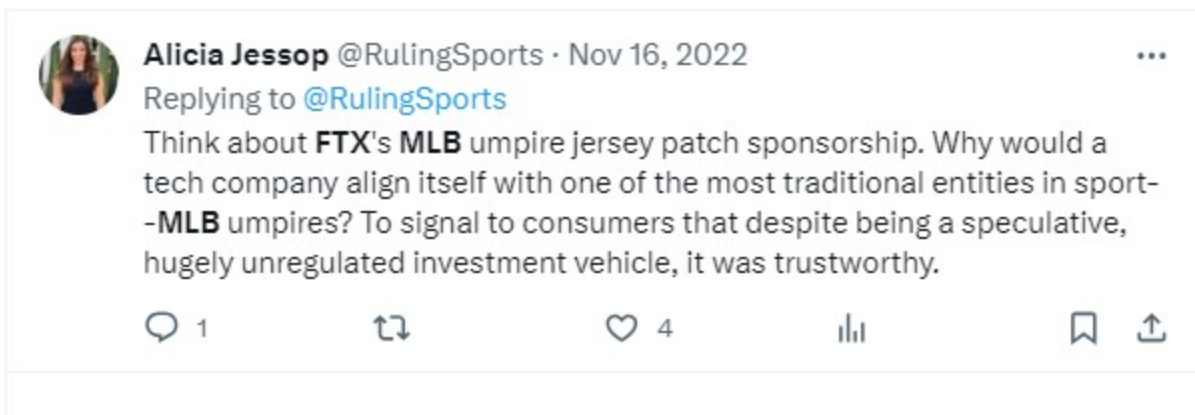 Alicia Jessop @RulingSports · Nov 16, 2022
Replying to @RulingSports
Think about FTX's MLB umpire jersey patch sponsorship. Why would a
tech company align itself with one of the most traditional entities in sport-
-MLB umpires? To signal to consumers that despite being a speculative,
hugely unregulated investment vehicle, it was trustworthy.
1 4